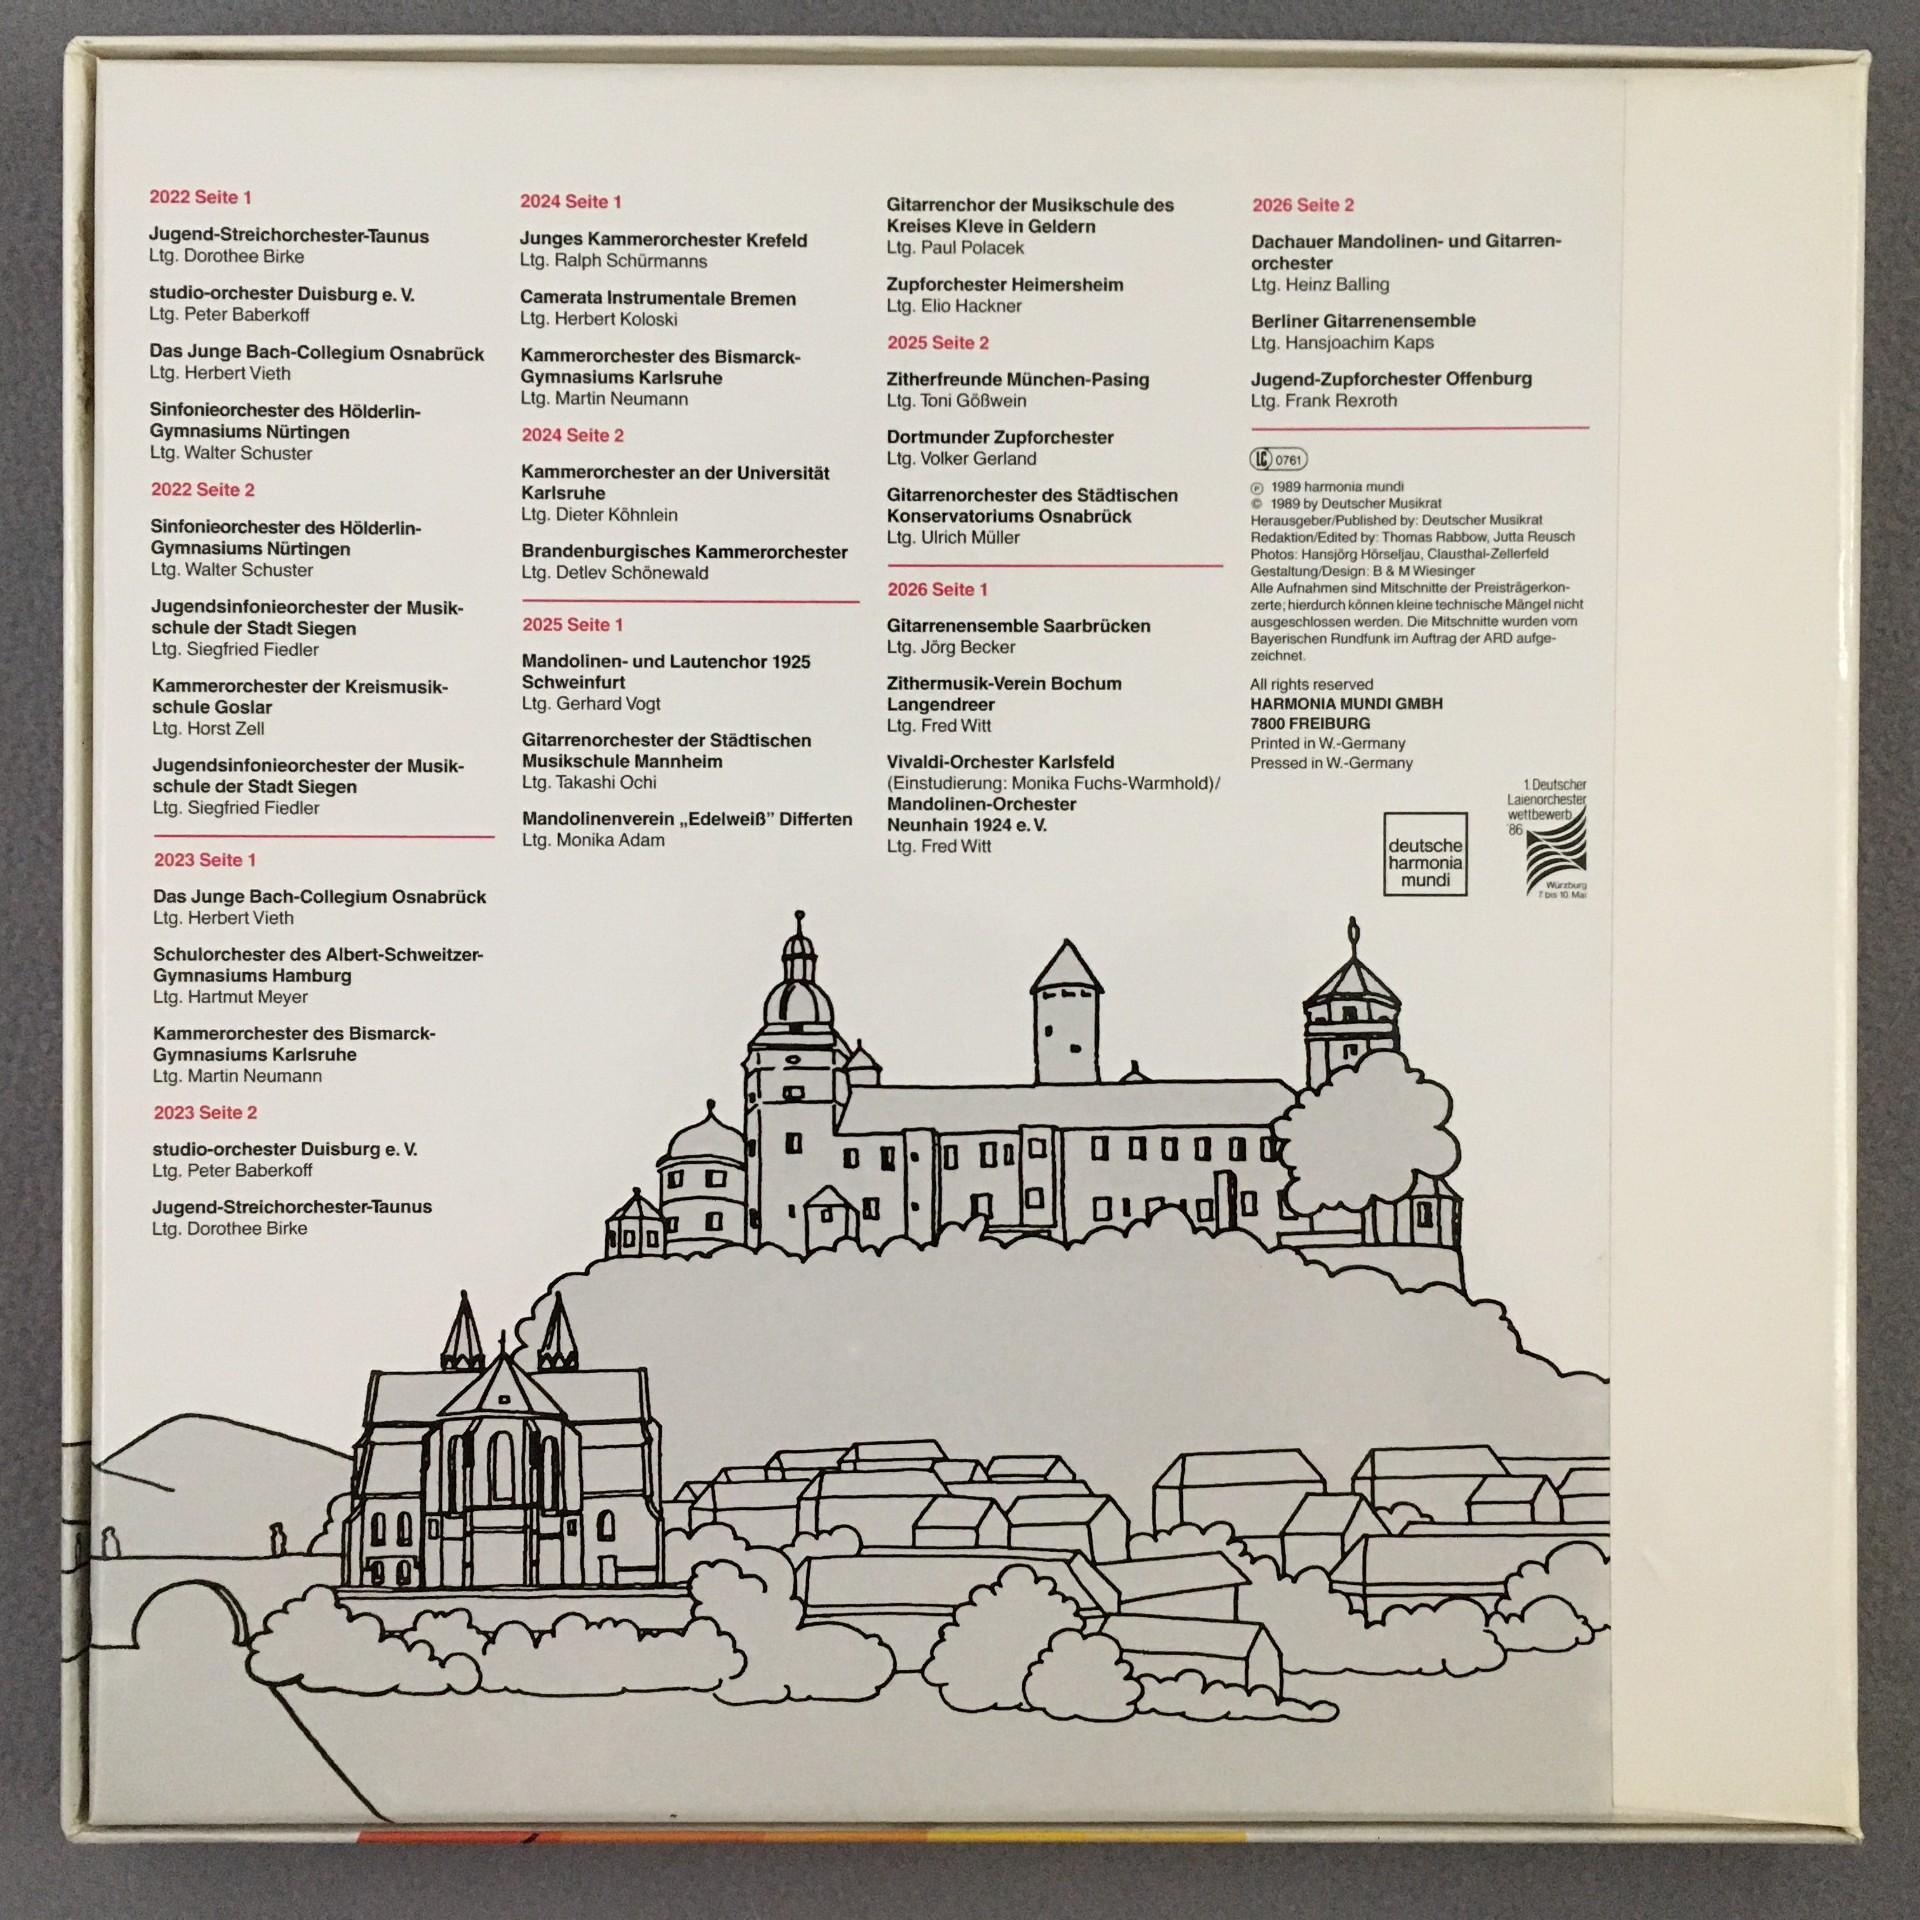 2022 Seite 1
Jugend-Streichorchester-Taunus
Ltg. Dorothee Birke
studio-orchester Duisburg e. V.
Ltg. Peter Baberkoff
Das Junge Bach-Collegium Osnabrück
Ltg. Herbert Vieth
Sinfonieorchester des Hölderlin-
Gymnasiums Nürtingen
Ltg. Walter Schuster
2022 Seite 2
Sinfonieorchester des Hölderlin-
Gymnasiums Nürtingen
Ltg. Walter Schuster
Jugendsinfonieorchester der Musik-
schule der Stadt Siegen
Ltg. Siegfried Fiedler
Kammerorchester der Kreismusik-
schule Goslar
Ltg. Horst Zell
Jugendsinfonieorchester der Musik-
schule der Stadt Siegen
Ltg. Siegfried Fiedler
2023 Seite 1
Das Junge Bach-Collegium Osnabrück
Ltg. Herbert Vieth
Schulorchester des Albert-Schweitzer-
Gymnasiums Hamburg
Ltg. Hartmut Meyer
Kammerorchester des Bismarck-
Gymnasiums Karlsruhe
Ltg. Martin Neumann
2023 Seite 2
studio-orchester Duisburg e. V.
Ltg. Peter Baberkoff
Jugend-Streichorchester-Taunus
Ltg. Dorothee Birke
2024 Seite 1
Junges Kammerorchester Krefeld
Ltg. Ralph Schürmanns
Camerata Instrumentale Bremen
Ltg. Herbert Koloski
Kammerorchester des Bismarck-
Gymnasiums Karlsruhe
Ltg. Martin Neumann
2024 Seite 2
Kammerorchester an der Universität
Karlsruhe
Ltg. Dieter Köhnlein
Brandenburgisches Kammerorchester
Ltg. Detlev Schönewald
2025 Seite 1
Mandolinen- und Lautenchor 1925
Schweinfurt
Ltg. Gerhard Vogt
Gitarrenorchester der Städtischen
Musikschule Mannheim
Ltg. Takashi Ochi
Mandolinenverein „Edelweiß” Differten
Ltg. Monika Adam
Gitarrenchor der Musikschule des
Kreises Kleve in Geldern
Ltg. Paul Polacek
Zupforchester Heimersheim
Ltg. Elio Hackner
2025 Seite 2
Zitherfreunde München-Pasing
Ltg. Toni Gößwein
Dortmunder Zupforchester
Ltg. Volker Gerland
Gitarrenorchester des Städtischen
Konservatoriums Osnabrück
Ltg. Ulrich Müller
2026 Seite 1
Gitarrenensemble Saarbrücken
Ltg. Jörg Becker
Zithermusik-Verein Bochum
Langendreer
Ltg. Fred Witt
Vivaldi-Orchester Karlsfeld
(Einstudierung: Monika Fuchs-Warmhold)/
Mandolinen-Orchester
Neunhain 1924 e. V.
Ltg. Fred Witt
2026 Seite 2
Dachauer Mandolinen- und Gitarren-
orchester
Ltg. Heinz Balling
Berliner Gitarrenensemble
Ltg. Hansjoachim Kaps
Jugend-Zupforchester Offenburg
Ltg. Frank Rexroth
LC 0761
℗ 1989 harmonia mundi
© 1989 by Deutscher Musikrat
Herausgeber/Published by: Deutscher Musikrat
Redaktion/Edited by: Thomas Rabbow, Jutta Reusch
Photos: Hansjörg Hörseljau, Clausthal-Zellerfeld
Gestaltung/Design: B & M Wiesinger
Alle Aufnahmen sind Mitschnitte der Preisträgerkon-
zerte; hierdurch können kleine technische Mängel nicht
ausgeschlossen werden. Die Mitschnitte wurden vom
Bayerischen Rundfunk im Auftrag der ARD aufge-
zeichnet.
All rights reserved
HARMONIA MUNDI GMBH
7800 FREIBURG
Printed in W.-Germany
Pressed in W.-Germany
deutsche
harmonia
mundi
1. Deutscher
Laienorchester
wettbewerb
'86
Würzburg
7. bis 10. Mai